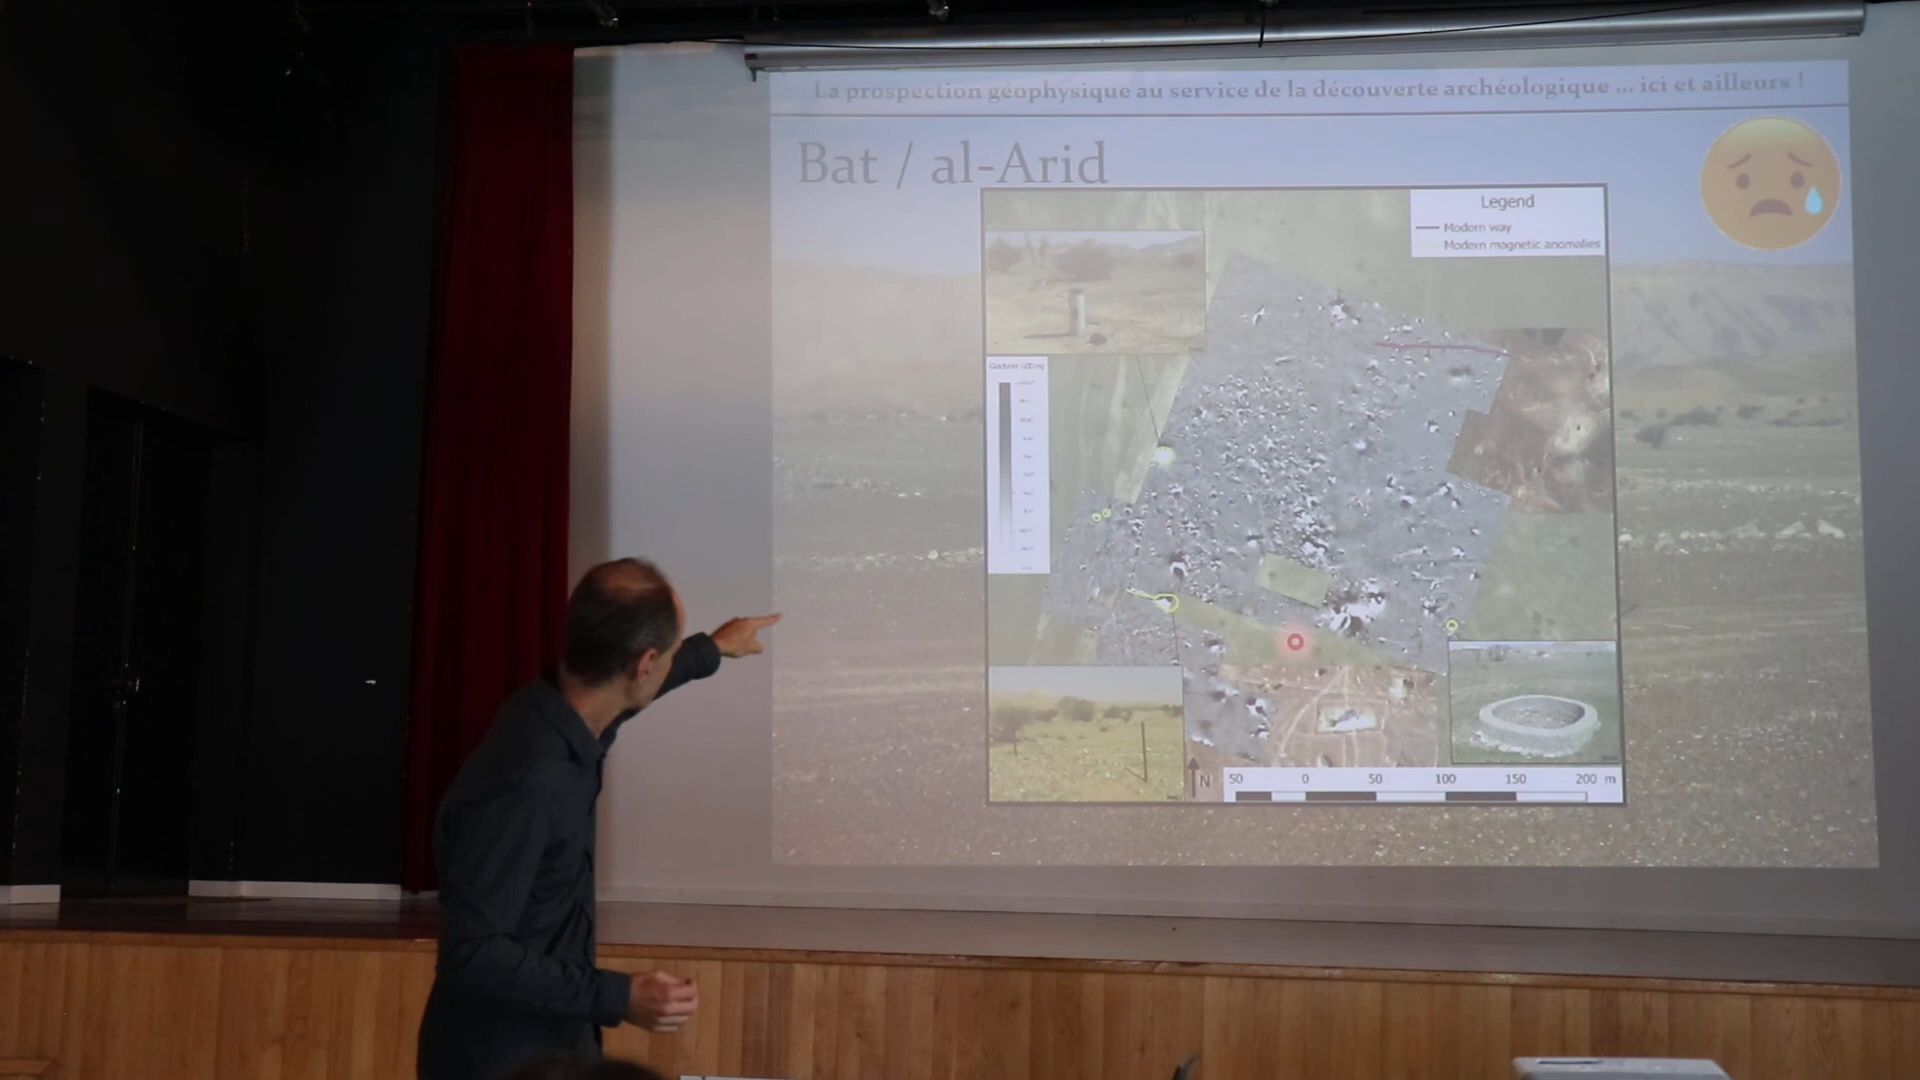 La prospection géophysique au service de la découverte archéologique ... ici et ailleurs !
Bat / al-Arid
Legend
Modern way
Modern magnetic anomalies
N
50 0 50 100 150 200 m